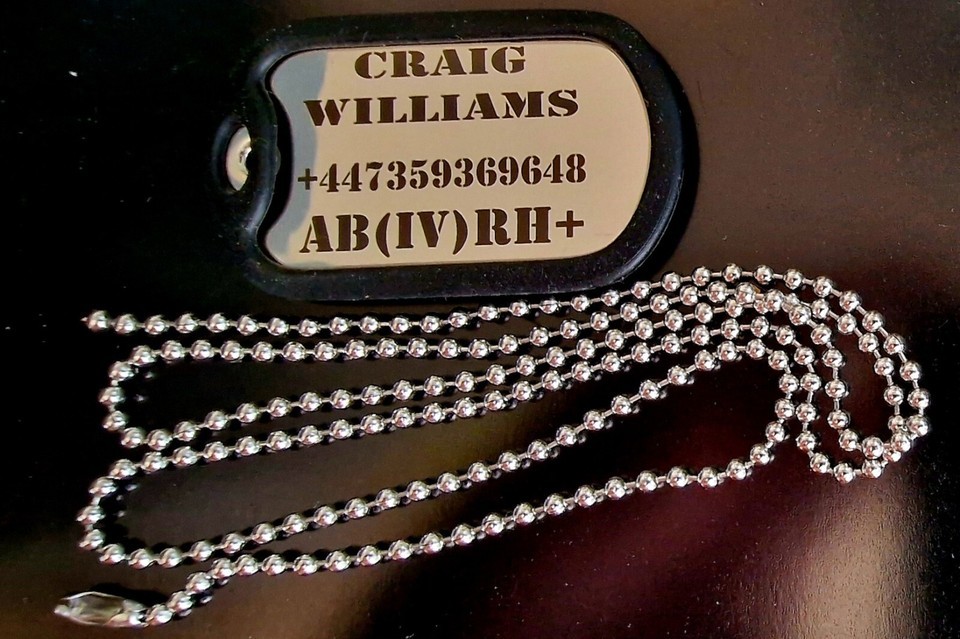 CRAIG
WILLIAMS
+447359369648
AB(IV)RH+